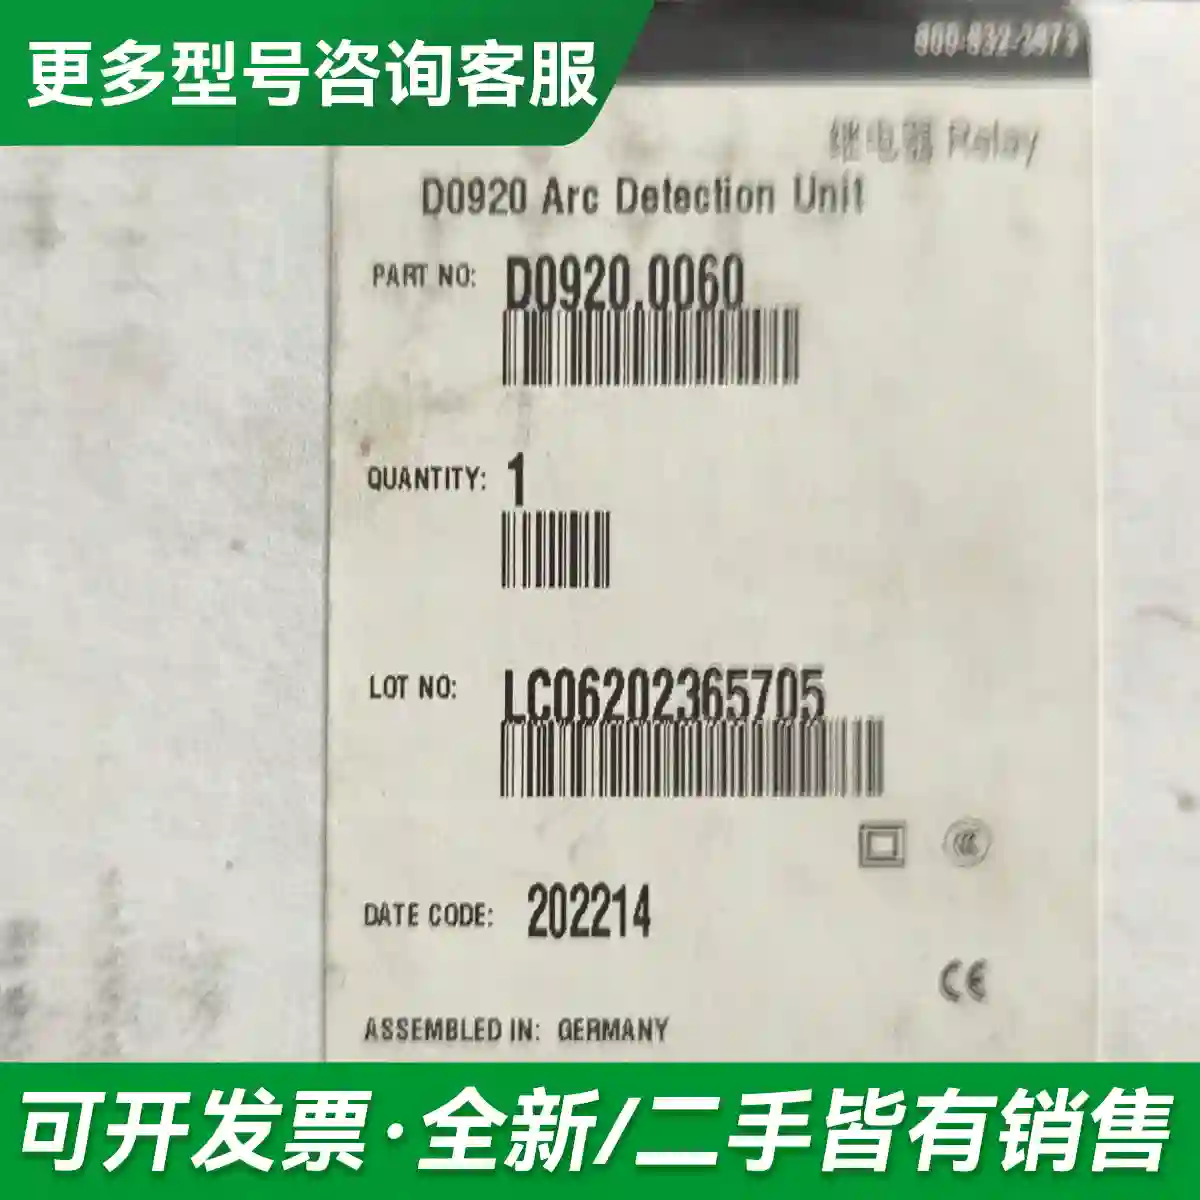 更多型号咨询客服
继电器 Relay
D0920 Arc Detection Unit
PART NO: D0920.0060
QUANTITY: 1
LOT NO: LC06202365705
DATE CODE: 202214
CE
ASSEMBLED IN: GERMANY
可开发票·全新/二手皆有销售